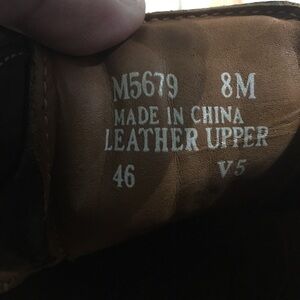 M5679 8M
MADE IN CHINA
LEATHER UPPER
46 V5